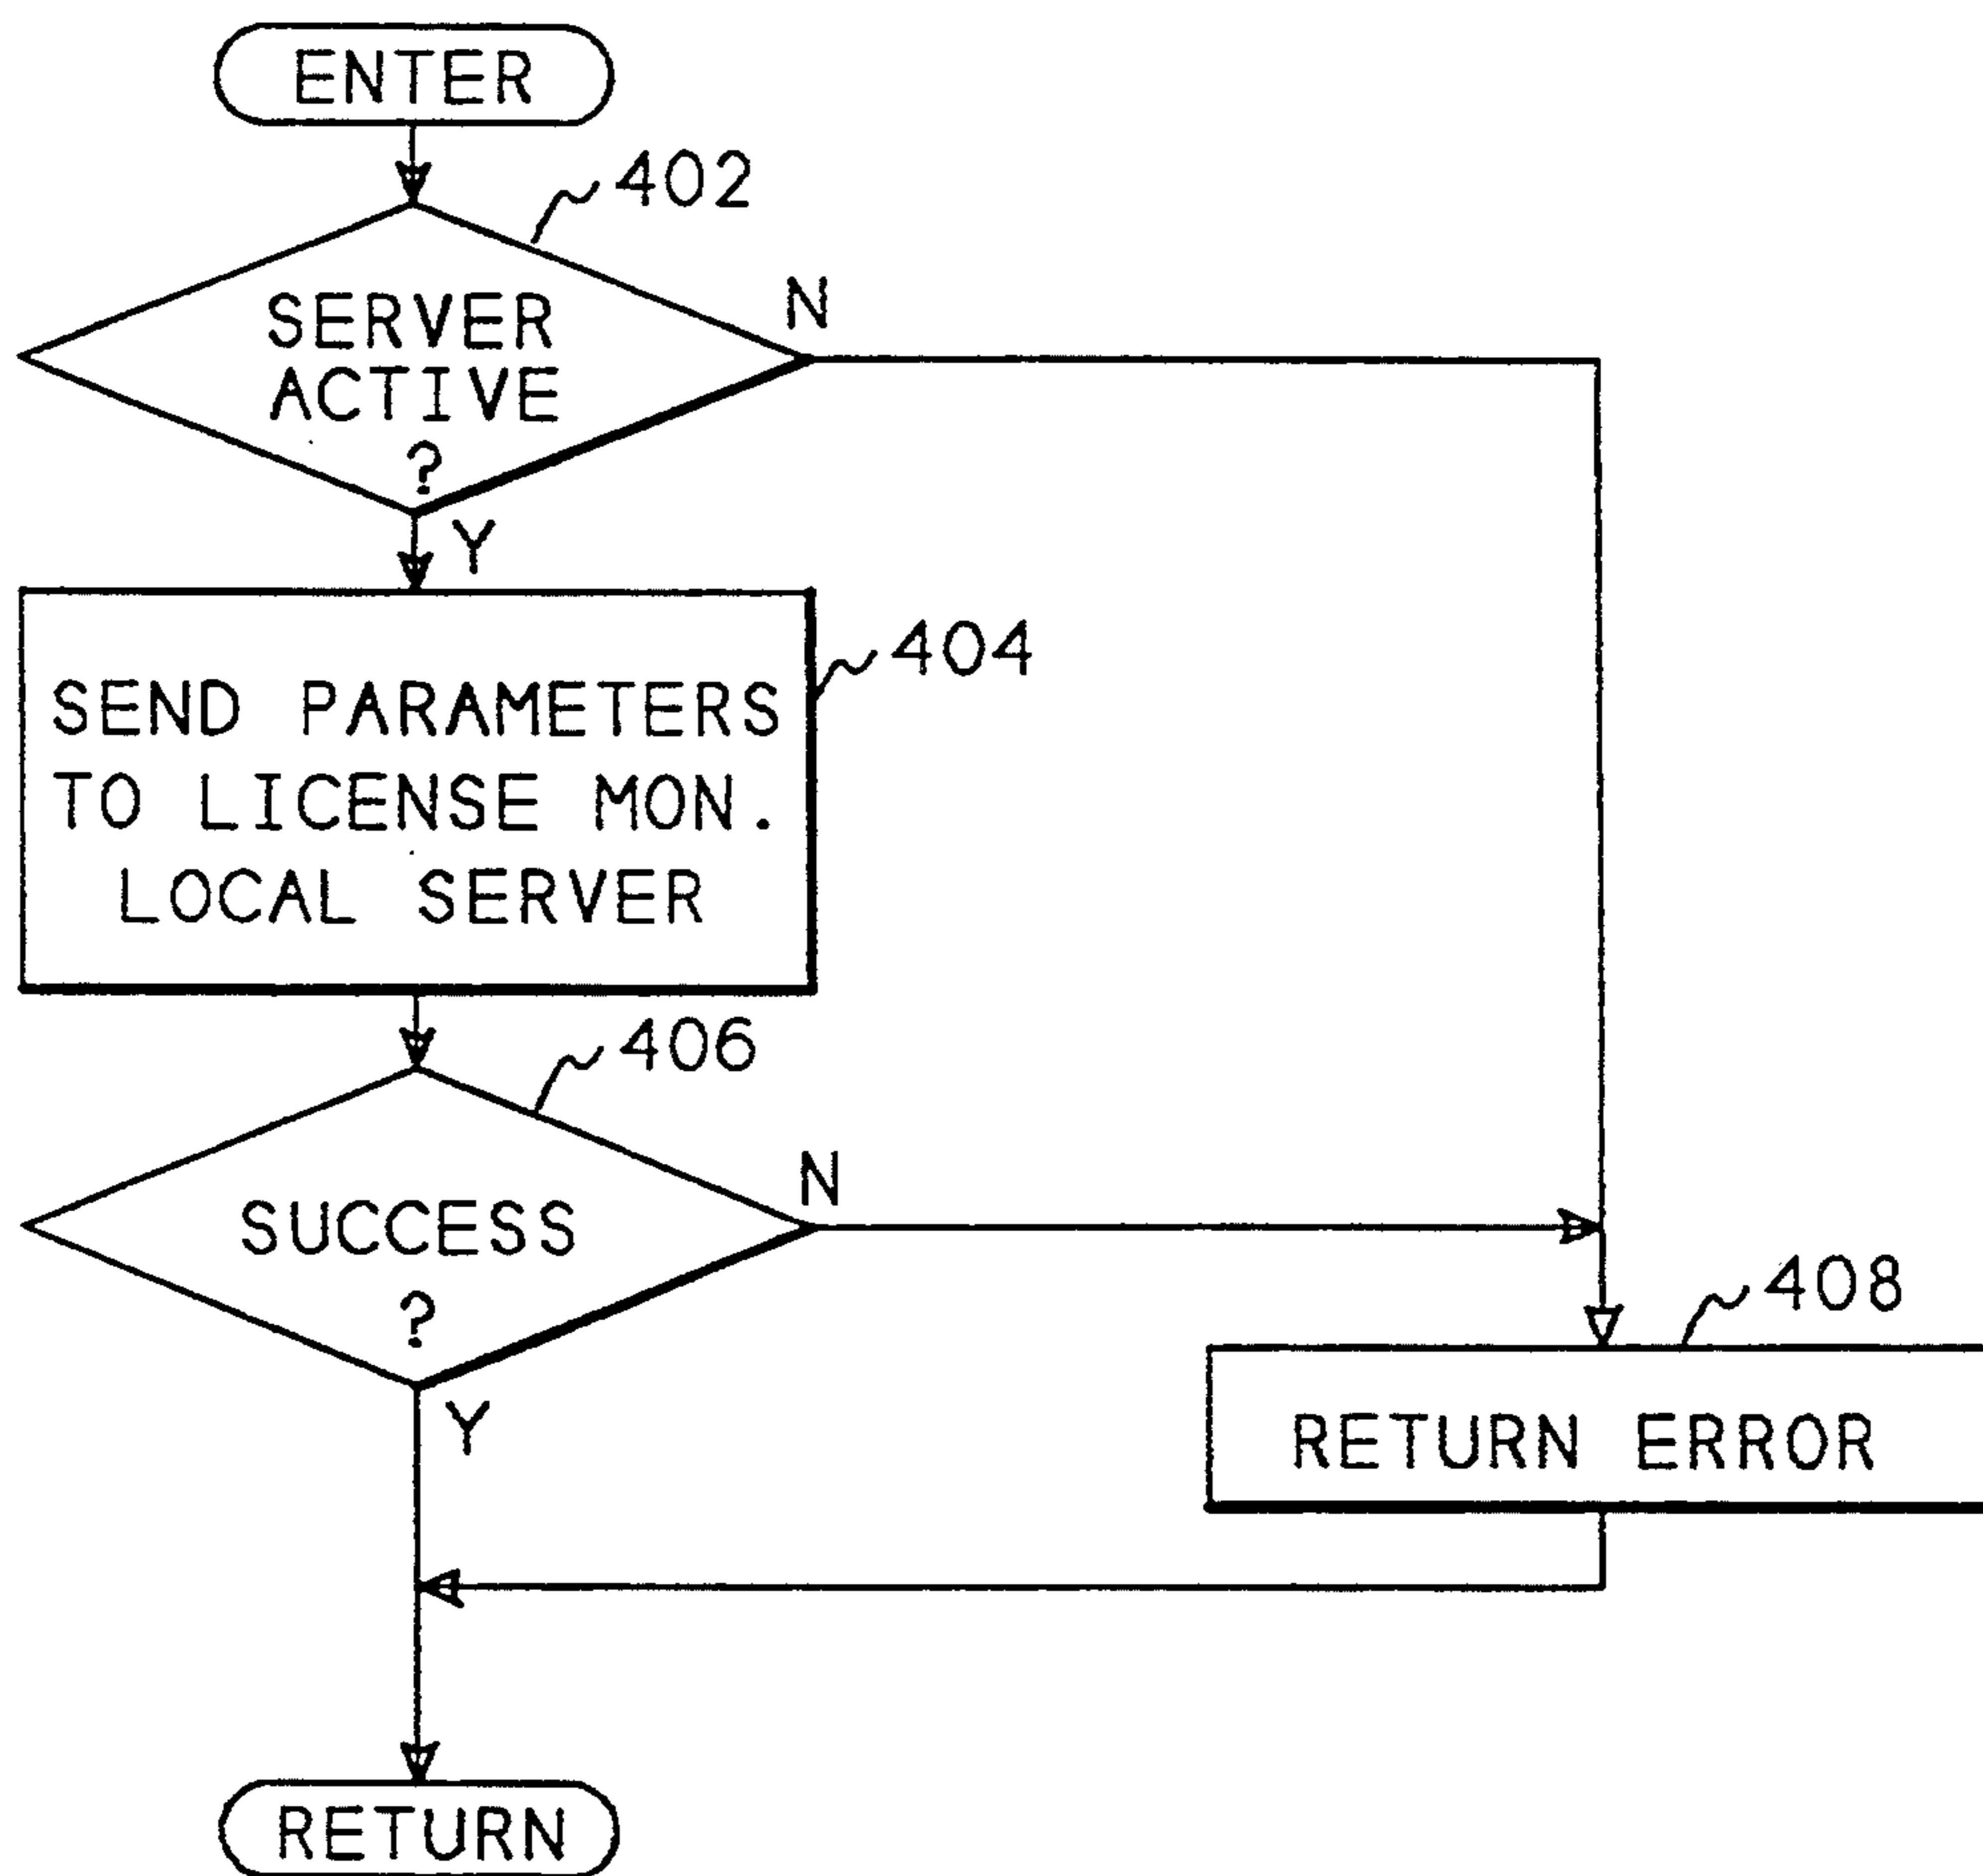 ENTER
402
SERVER
ACTIVE
?
N
Y
SEND PARAMETERS
TO LICENSE MON.
LOCAL SERVER
404
406
SUCCESS
?
N
Y
408
RETURN ERROR
RETURN